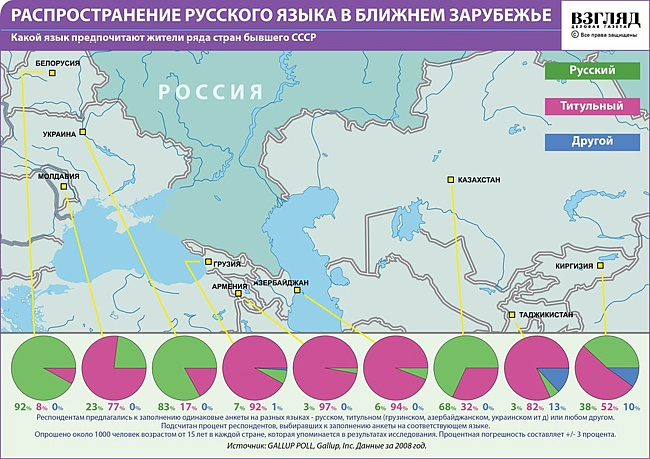 РАСПРОСТРАНЕНИЕ РУССКОГО ЯЗЫКА В БЛИЖНЕМ ЗАРУБЕЖЬЕ
Какой язык предпочитают жители ряда стран бывшего СССР
ВЗГЛЯД
ДЕЛОВАЯ ГАЗЕТА
© Все права защищены
Русский
Титульный
Другой
БЕЛОРУСИЯ
РОССИЯ
УКРАИНА
МОЛДАВИЯ
КАЗАХСТАН
ГРУЗИЯ
КИРГИЗИЯ
АРМЕНИЯ
АЗЕРБАЙДЖАН
ТАДЖИКИСТАН
92% 8% 0% 23% 77% 0% 83% 17% 0% 7% 92% 1% 3% 97% 0% 6% 94% 0% 68% 32% 0% 3% 82% 13% 38% 52% 10%
Респондентам предлагались к заполнению одинаковые анкеты на разных языках - русском, титульном (грузинском, азербайджанском, украинском и т д) или любом другом.
Подсчитан процент респондентов, выбиравших к заполнению анкеты на соответствующем языке.
Опрошено около 1000 человек возрастом от 15 лет в каждой стране, которая упоминается в результатах исследования. Процентная погрешность составляет +/- 3 процента.
Источник: GALLUP POLL, Gallup, Inc. Данные за 2008 год.